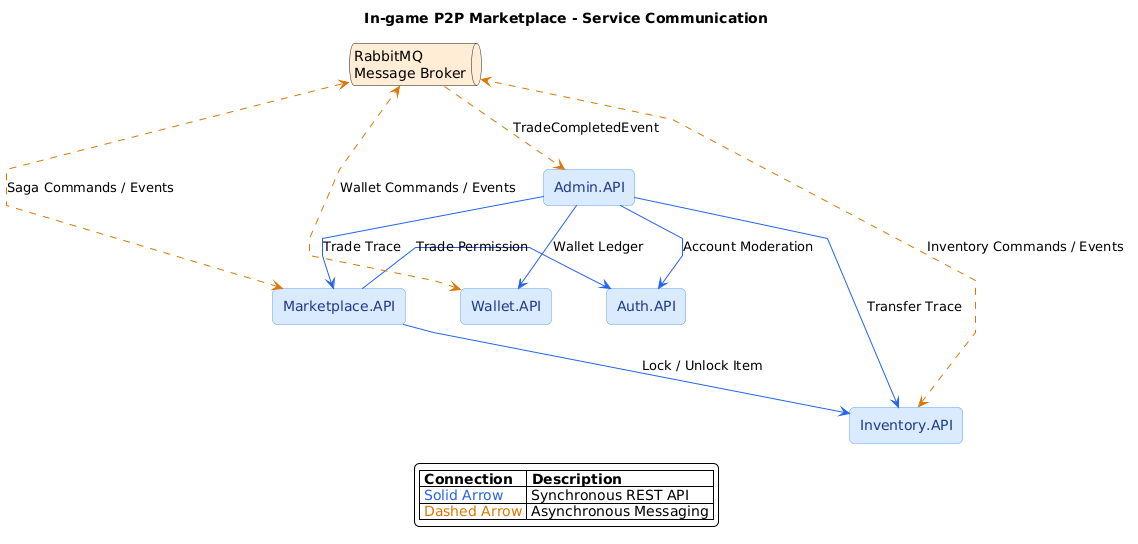 In-game P2P Marketplace - Service Communication
RabbitMQ
Message Broker
TradeCompletedEvent
Saga Commands / Events
Wallet Commands / Events
Admin.API
Trade Trace
Trade Permission
Wallet Ledger
Account Moderation
Inventory Commands / Events
Marketplace.API
Wallet.API
Auth.API
Transfer Trace
Lock / Unlock Item
Inventory.API
Connection Description
Solid Arrow Synchronous REST API
Dashed Arrow Asynchronous Messaging